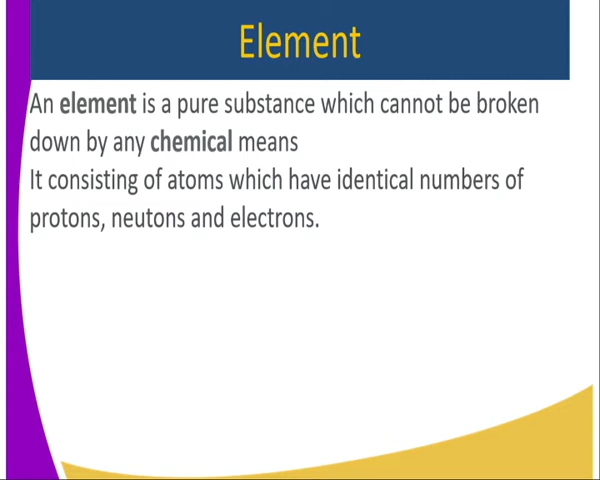 Element
An element is a pure substance which cannot be broken
down by any chemical means
It consisting of atoms which have identical numbers of
protons, neutons and electrons.